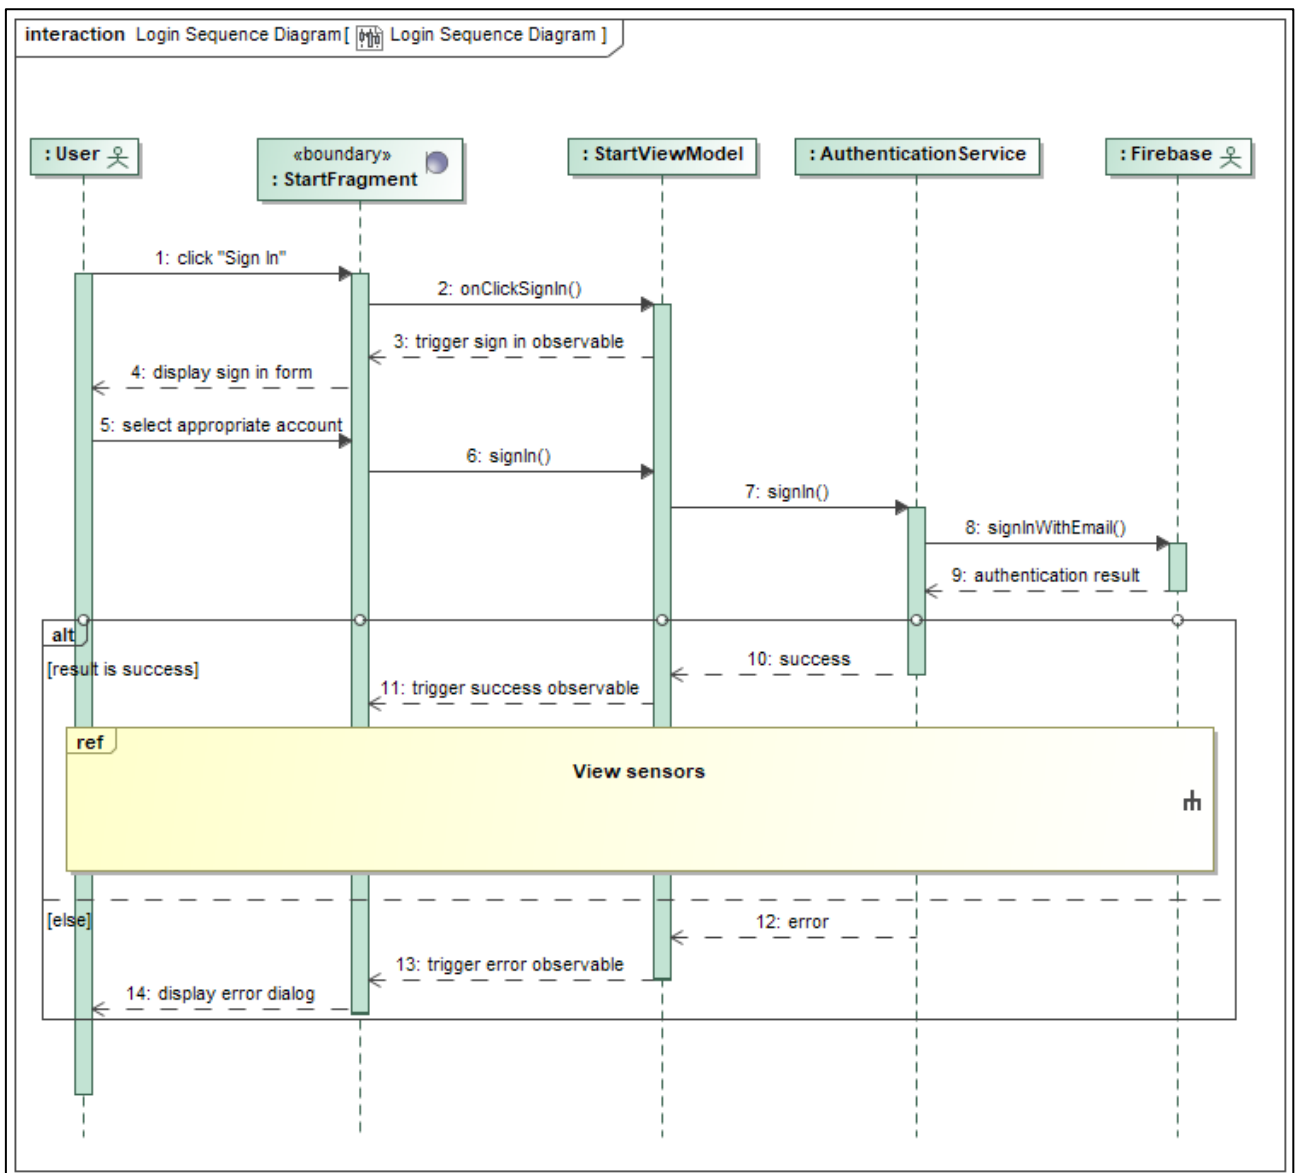 interaction Login Sequence Diagram [ Login Sequence Diagram ]
: User
«boundary»
: StartFragment
: StartViewModel
: AuthenticationService
: Firebase
1: click "Sign In"
2: onClickSignIn()
3: trigger sign in observable
4: display sign in form
5: select appropriate account
6: signIn()
7: signIn()
8: signInWithEmail()
9: authentication result
alt
[result is success]
10: success
11: trigger success observable
ref
View sensors
[else]
12: error
13: trigger error observable
14: display error dialog